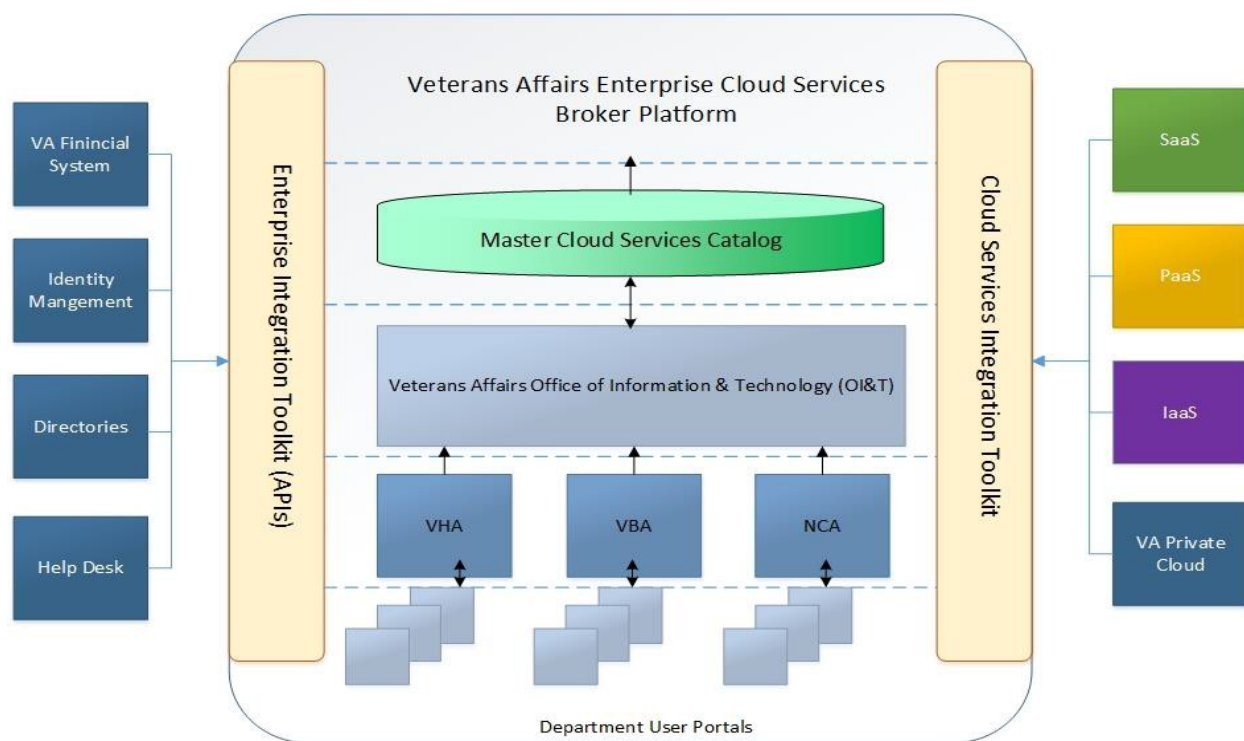 Veterans Affairs Enterprise Cloud Services
Broker Platform
VA Finincial
System
Identity
Mangement
Directories
Help Desk
Enterprise Integration Toolkit (APIs)
Master Cloud Services Catalog
Veterans Affairs Office of Information & Technology (OI&T)
VHA
VBA
NCA
Department User Portals
Cloud Services Integration Toolkit
SaaS
PaaS
IaaS
VA Private
Cloud